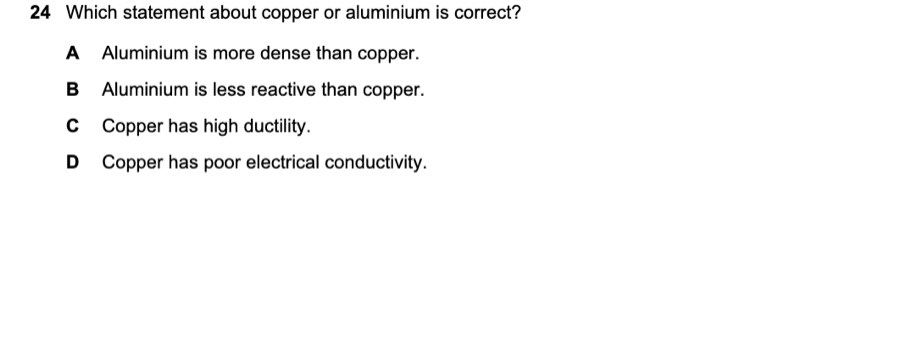 24 Which statement about copper or aluminium is correct?
A Aluminium is more dense than copper.
B Aluminium is less reactive than copper.
C Copper has high ductility.
D Copper has poor electrical conductivity.